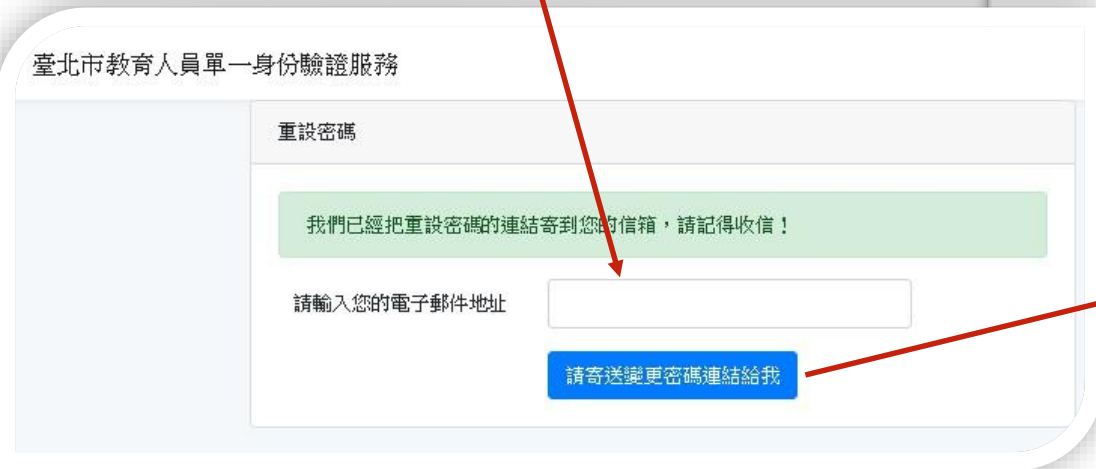 臺北市教育人員單一身份驗證服務
重設密碼
我們已經把重設密碼的連結寄到您的信箱，請記得收信！
請輸入您的電子郵件地址
請寄送變更密碼連結給我